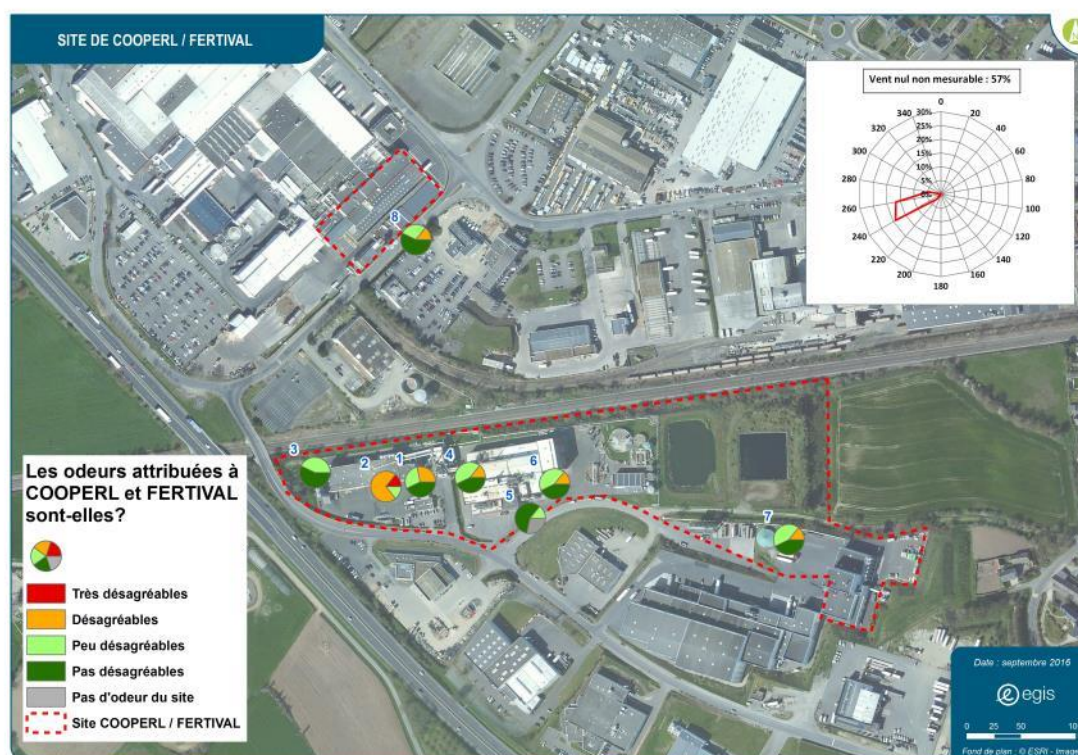 SITE DE COOPERL / FERTIVAL
N
Vent nul non mesurable : 57%
0
20
40
60
80
100
120
140
160
180
200
220
240
260
280
300
320
340
30%
25%
20%
15%
10%
5%
0%
8
3
2
1
4
6
5
7
Les odeurs attribuées à
COOPERL et FERTIVAL
sont-elles?
Très désagréables
Désagréables
Peu désagréables
Pas désagréables
Pas d'odeur du site
Site COOPERL / FERTIVAL
Date : septembre 2016
egis
0 25 50 10
Fond de plan : © ESRI - Image